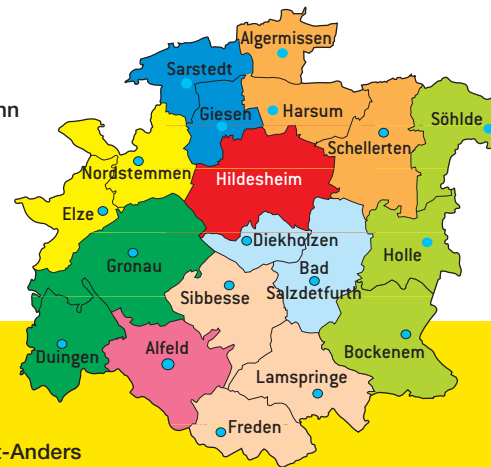 Algermissen
Sarstedt
nn
Giesen
Harsum
Söhlde
Schellerten
Nordstemmen
Hildesheim
Elze
Diekholzen
Gronau
Holle
Bad
Salzdetfurth
Sibbesse
Duingen
Alfeld
Bockenem
Lamspringe
Freden
t-Anders